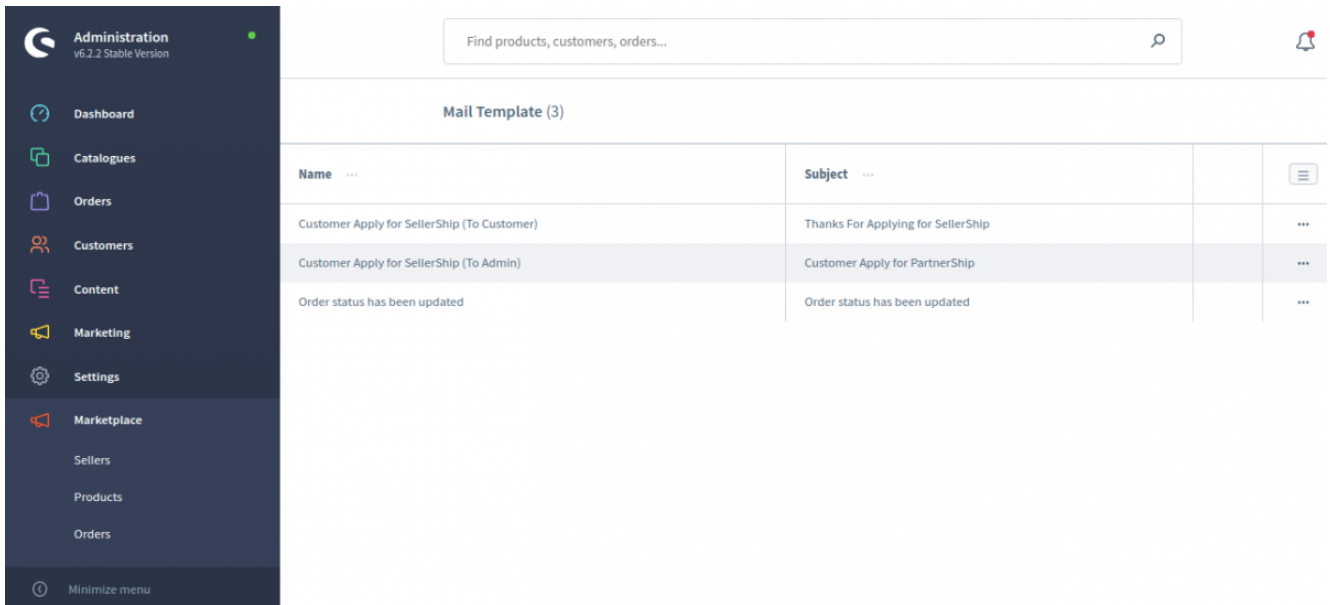 Administration
v6.2.2 Stable Version
Find products, customers, orders...
Dashboard
Catalogues
Orders
Customers
Content
Marketing
Settings
Marketplace
Sellers
Products
Orders
Minimize menu
Mail Template (3)
Name ... Subject ...
Customer Apply for SellerShip (To Customer) Thanks For Applying for SellerShip ...
Customer Apply for SellerShip (To Admin) Customer Apply for PartnerShip ...
Order status has been updated Order status has been updated ...